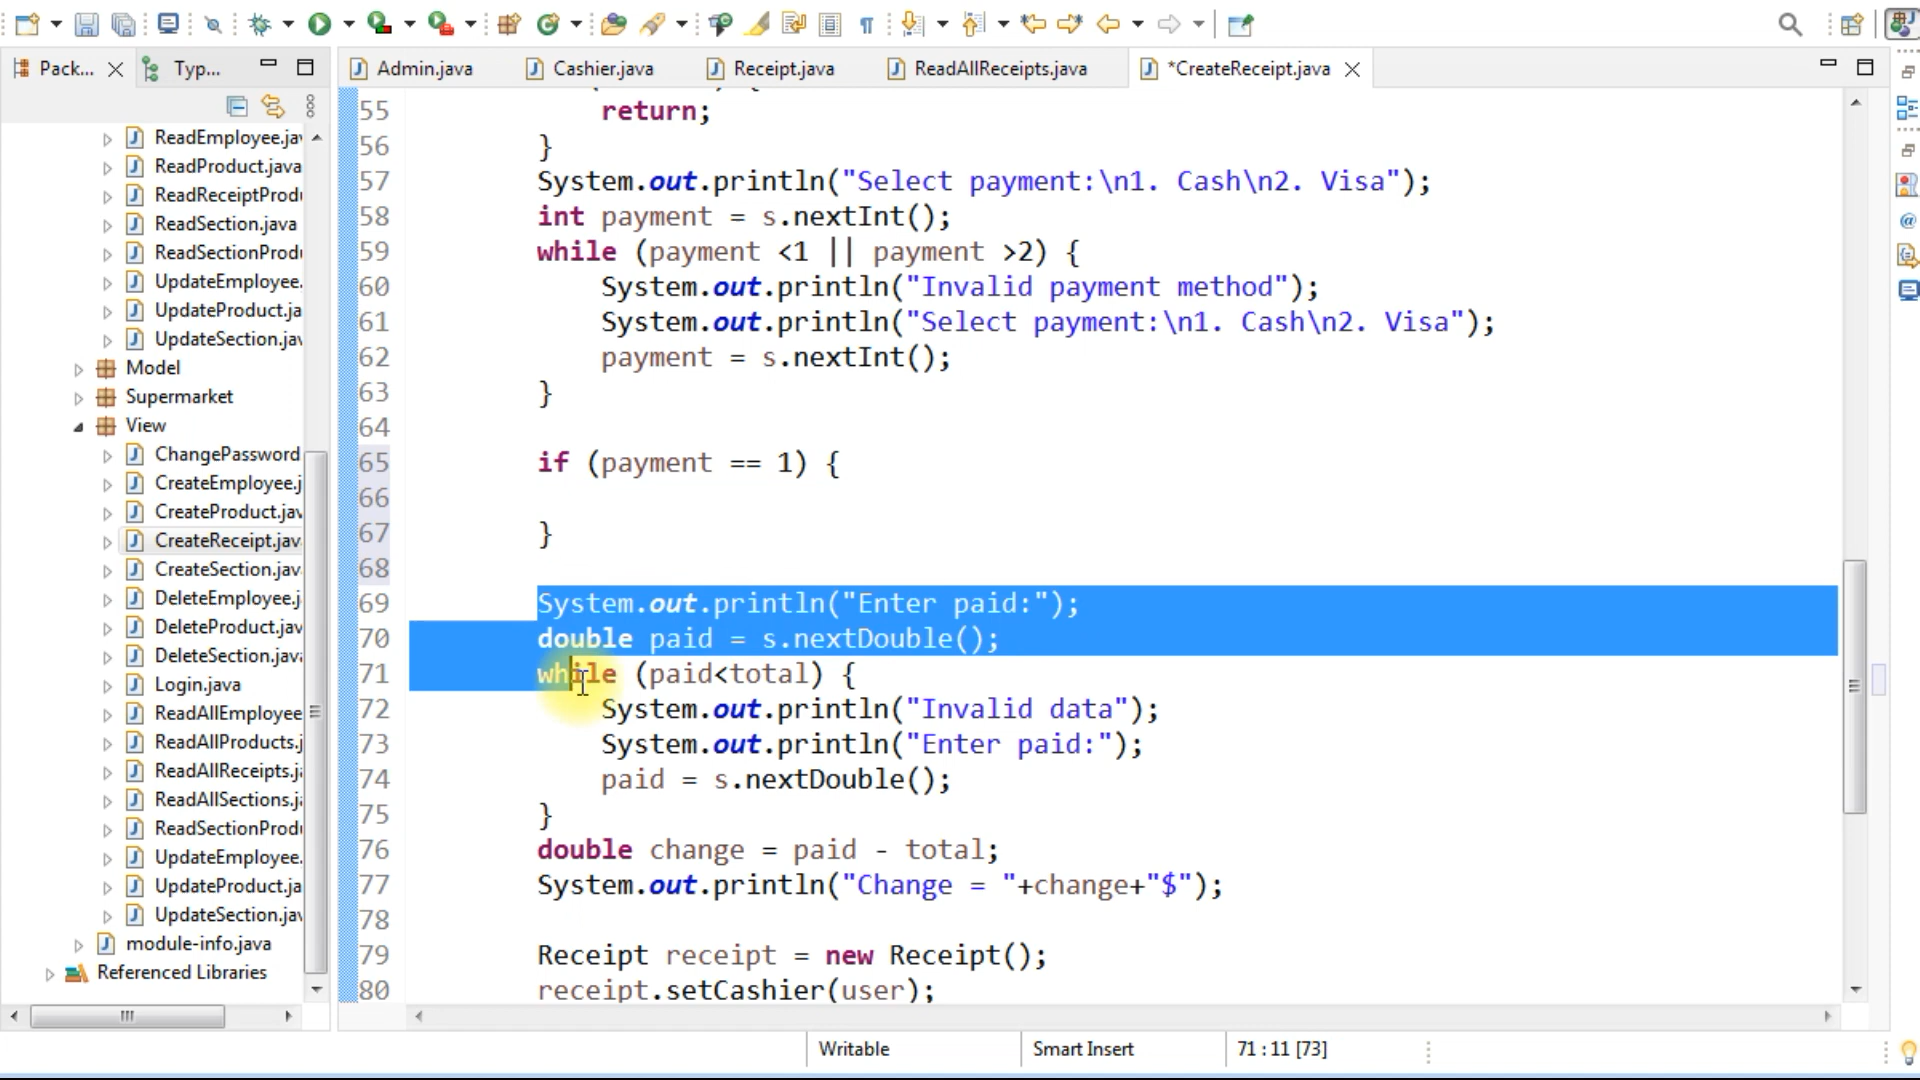 Pack...
Typ...
Admin.java
Cashier.java
Receipt.java
ReadAllReceipts.java
*CreateReceipt.java
ReadEmployee.jav
ReadProduct.java
ReadReceiptProdu
ReadSection.java
ReadSectionProdu
UpdateEmployee.
UpdateProduct.ja
UpdateSection.jav
Model
Supermarket
View
ChangePassword
CreateEmployee.j
CreateProduct.jav
CreateReceipt.jav
CreateSection.jav
DeleteEmployee.j
DeleteProduct.jav
DeleteSection.java
Login.java
ReadAllEmployee
ReadAllProducts.j
ReadAllReceipts.ja
ReadAllSections.ja
ReadSectionProdu
UpdateEmployee.
UpdateProduct.ja
UpdateSection.jav
module-info.java
Referenced Libraries
55 return;
56 }
57 System.out.println("Select payment:\n1. Cash\n2. Visa");
58 int payment = s.nextInt();
59 while (payment <1 || payment >2) {
60 System.out.println("Invalid payment method");
61 System.out.println("Select payment:\n1. Cash\n2. Visa");
62 payment = s.nextInt();
63 }
64
65 if (payment == 1) {
66
67 }
68
69 System.out.println("Enter paid:");
70 double paid = s.nextDouble();
71 while (paid<total) {
72 System.out.println("Invalid data");
73 System.out.println("Enter paid:");
74 paid = s.nextDouble();
75 }
76 double change = paid - total;
77 System.out.println("Change = "+change+"$");
78
79 Receipt receipt = new Receipt();
80 receipt.setCashier(user);
Writable
Smart Insert
71 : 11 [73]